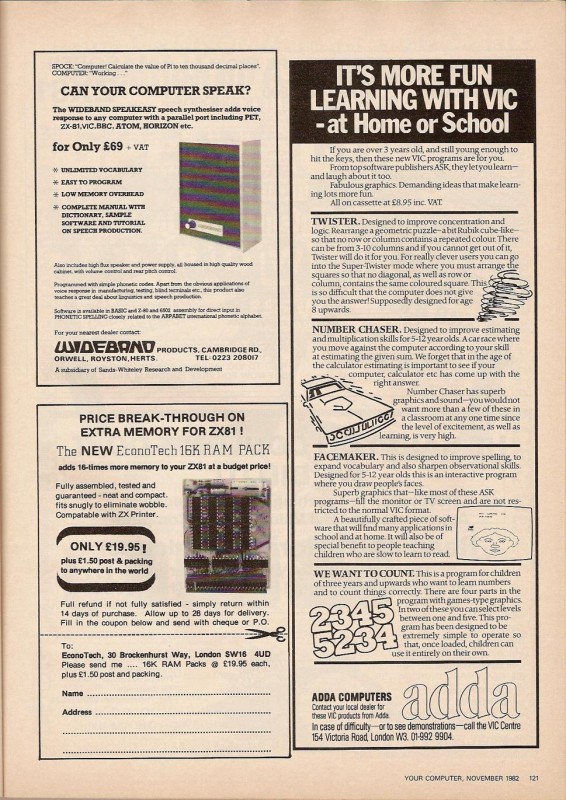 SPOCK: "Computer! Calculate the value of Pi to ten thousand decimal places".
COMPUTER: "Working . . ."
CAN YOUR COMPUTER SPEAK?
The WIDEBAND SPEAKEASY speech synthesiser adds voice
response to any computer with a parallel port including PET,
ZX-81,VIC,BBC, ATOM, HORIZON etc.
for Only £69 + VAT
* UNLIMITED VOCABULARY
* EASY TO PROGRAM
* LOW MEMORY OVERHEAD
* COMPLETE MANUAL WITH
DICTIONARY, SAMPLE
SOFTWARE AND TUTORIAL
ON SPEECH PRODUCTION.
Also includes high flux speaker and power supply, all housed in high quality wood
cabinet, with volume control and rear pitch control.
Programmed with simple phonetic codes. Apart from the obvious applications of
voice response in manufacturing, testing, blind terminals etc., this product also
teaches a great deal about linguistics and speech production.
Software is available in BASIC and Z-80 and 6502 assembly for direct input in
PHONETIC SPELLING closely related to the ARPABET international phonetic alphabet.
For your nearest dealer contact:
WIDEBAND PRODUCTS, CAMBRIDGE RD.,
ORWELL, ROYSTON, HERTS. TEL: 0223 208017
A subsidiary of Sands-Whiteley Research and Development
PRICE BREAK-THROUGH ON
EXTRA MEMORY FOR ZX81 !
The NEW EconoTech 16K RAM PACK
adds 16-times more memory to your ZX81 at a budget price!
Fully assembled, tested and
guaranteed - neat and compact.
fits snugly to eliminate wobble.
Compatable with ZX Printer.
ONLY £19.95!
plus £1.50 post & packing
to anywhere in the world
Full refund if not fully satisfied - simply return within
14 days of purchase. Allow up to 28 days for delivery.
Fill in the coupon below and send with cheque or P.O.
To:
EconoTech, 30 Brockenhurst Way, London SW16 4UD
Please send me .... 16K RAM Packs @ £19.95 each,
plus £1.50 post and packing.
Name
Address
IT'S MORE FUN
LEARNING WITH VIC
- at Home or School
If you are over 3 years old, and still young enough to
hit the keys, then these new VIC programs are for you.
From top software publishers ASK, they let you learn—
and laugh about it too.
Fabulous graphics. Demanding ideas that make learn-
ing lots more fun.
All on cassette at £8.95 inc. VAT.
TWISTER. Designed to improve concentration and
logic. Rearrange a geometric puzzle—a bit Rubik cube-like—
so that no row or column contains a repeated colour. There
can be from 3-10 columns and if you cannot get out of it,
Twister will do it for you. For really clever users you can go
into the Super-Twister mode where you must arrange the
squares so that no diagonal, as well as row or
column, contains the same coloured square. This
is so difficult that the computer does not give
you the answer! Supposedly designed for age
8 upwards.
NUMBER CHASER. Designed to improve estimating
and multiplication skills for 5-12 year olds. A car race where
you move against the computer according to your skill
at estimating the given sum. We forget that in the age of
the calculator estimating is important to see if your
computer, calculator etc has come up with the
right answer.
Number Chaser has superb
graphics and sound—you would not
want more than a few of these in
a classroom at any one time since
the level of excitement, as well as
learning, is very high.
FACEMAKER. This is designed to improve spelling, to
expand vocabulary and also sharpen observational skills.
Designed for 5-12 year olds this is an interactive program
where you draw people's faces.
Superb graphics that—like most of these ASK
programs—fill the monitor or TV screen and are not res-
tricted to the normal VIC format.
A beautifully crafted piece of soft-
ware that will find many applications in
school and at home. It will also be of
special benefit to people teaching
children who are slow to learn to read.
WE WANT TO COUNT. This is a program for children
of three years and upwards who want to learn numbers
and to count things correctly. There are four parts in the
program with games-type graphics.
In two of these you can select levels
between one and five. This pro-
gram has been designed to be
extremely simple to operate so
that, once loaded, children can
use it entirely on their own.
2345
5234
ADDA COMPUTERS
Contact your local dealer for
these VIC products from Adda.
adda
In case of difficulty—or to see demonstrations—call the VIC Centre
154 Victoria Road, London W3. 01-992 9904.
YOUR COMPUTER, NOVEMBER 1982 121